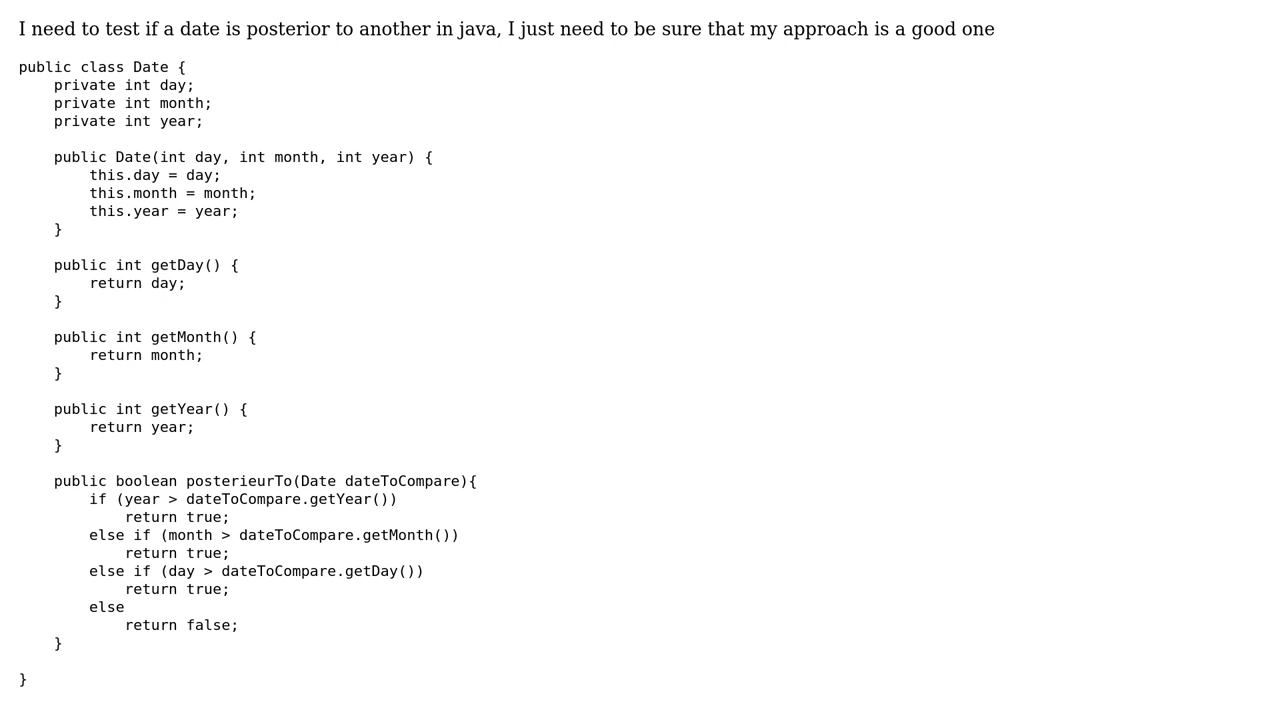 I need to test if a date is posterior to another in java, I just need to be sure that my approach is a good one
public class Date {
    private int day;
    private int month;
    private int year;

    public Date(int day, int month, int year) {
        this.day = day;
        this.month = month;
        this.year = year;
    }

    public int getDay() {
        return day;
    }

    public int getMonth() {
        return month;
    }

    public int getYear() {
        return year;
    }

    public boolean posterieurTo(Date dateToCompare){
        if (year > dateToCompare.getYear())
            return true;
        else if (month > dateToCompare.getMonth())
            return true;
        else if (day > dateToCompare.getDay())
            return true;
        else
            return false;
    }

}